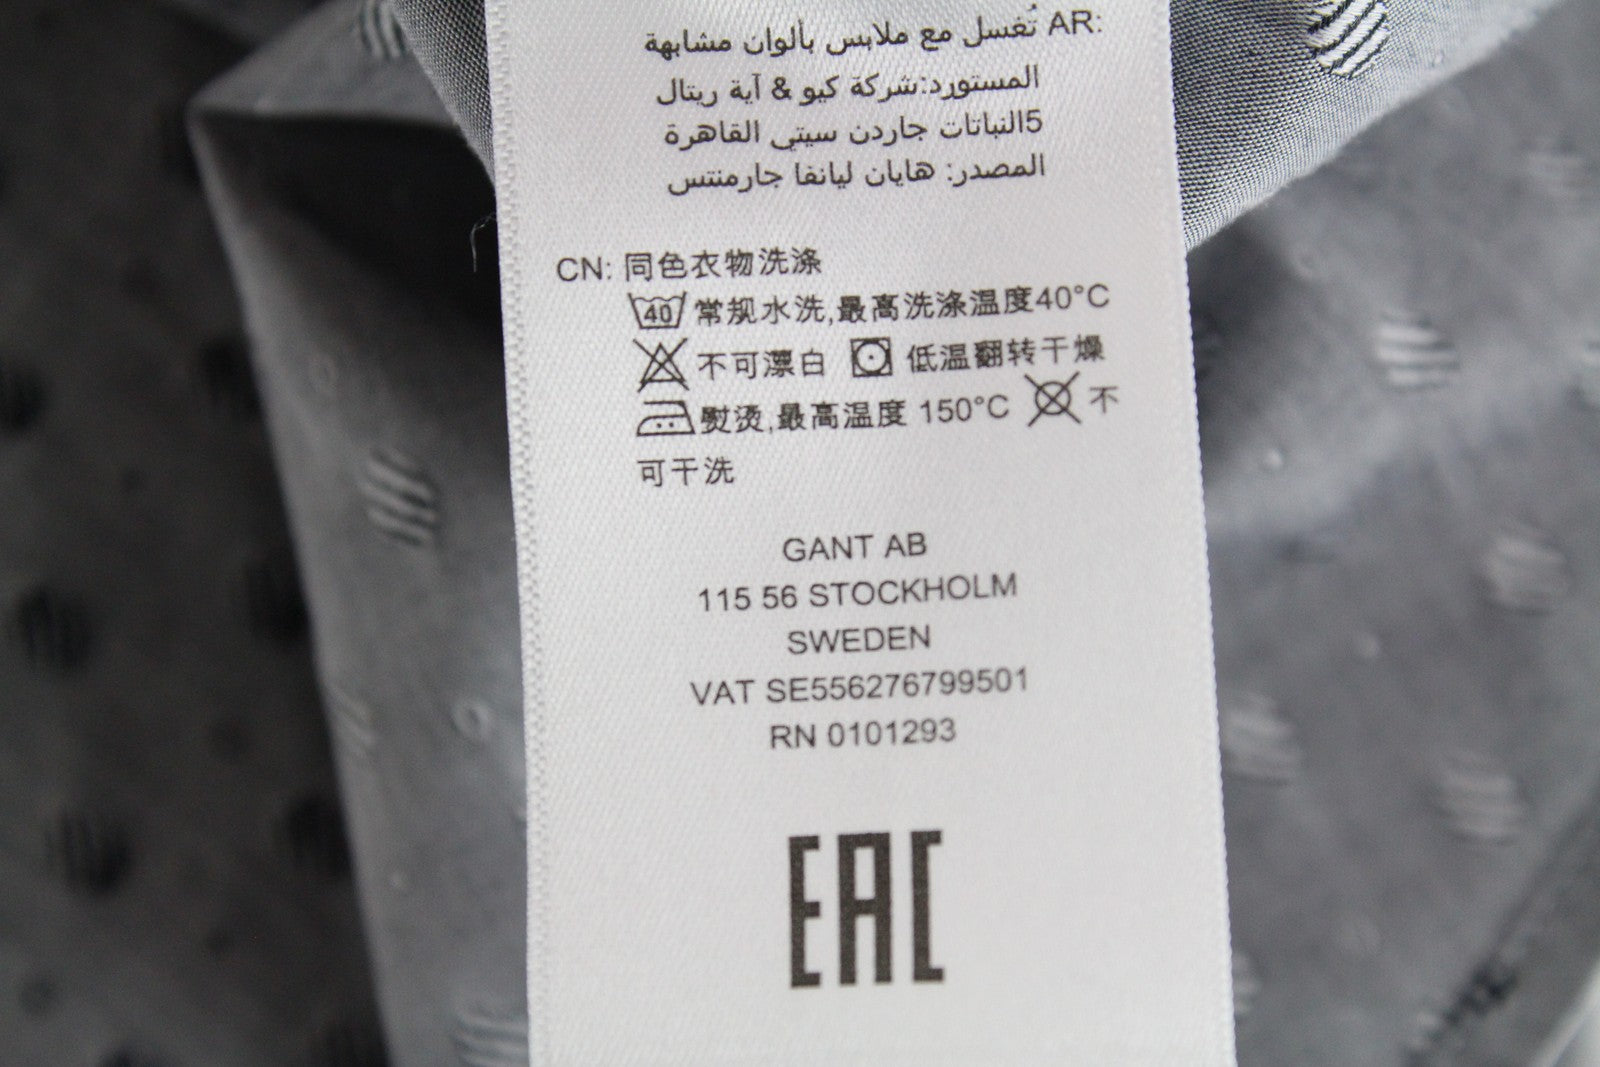 AR: تُغسل مع ملابس بألوان مشابهة
المستورد:شركة كيو & آية ريتال
5النباتات جاردن سيتي القاهرة
المصدر: هايان ليانفا جارمنتس
CN: 同色衣物洗涤
40 常规水洗,最高洗涤温度40°C
不可漂白 低温翻转干燥
熨烫,最高温度 150°C 不
可干洗
GANT AB
115 56 STOCKHOLM
SWEDEN
VAT SE556276799501
RN 0101293
EAC